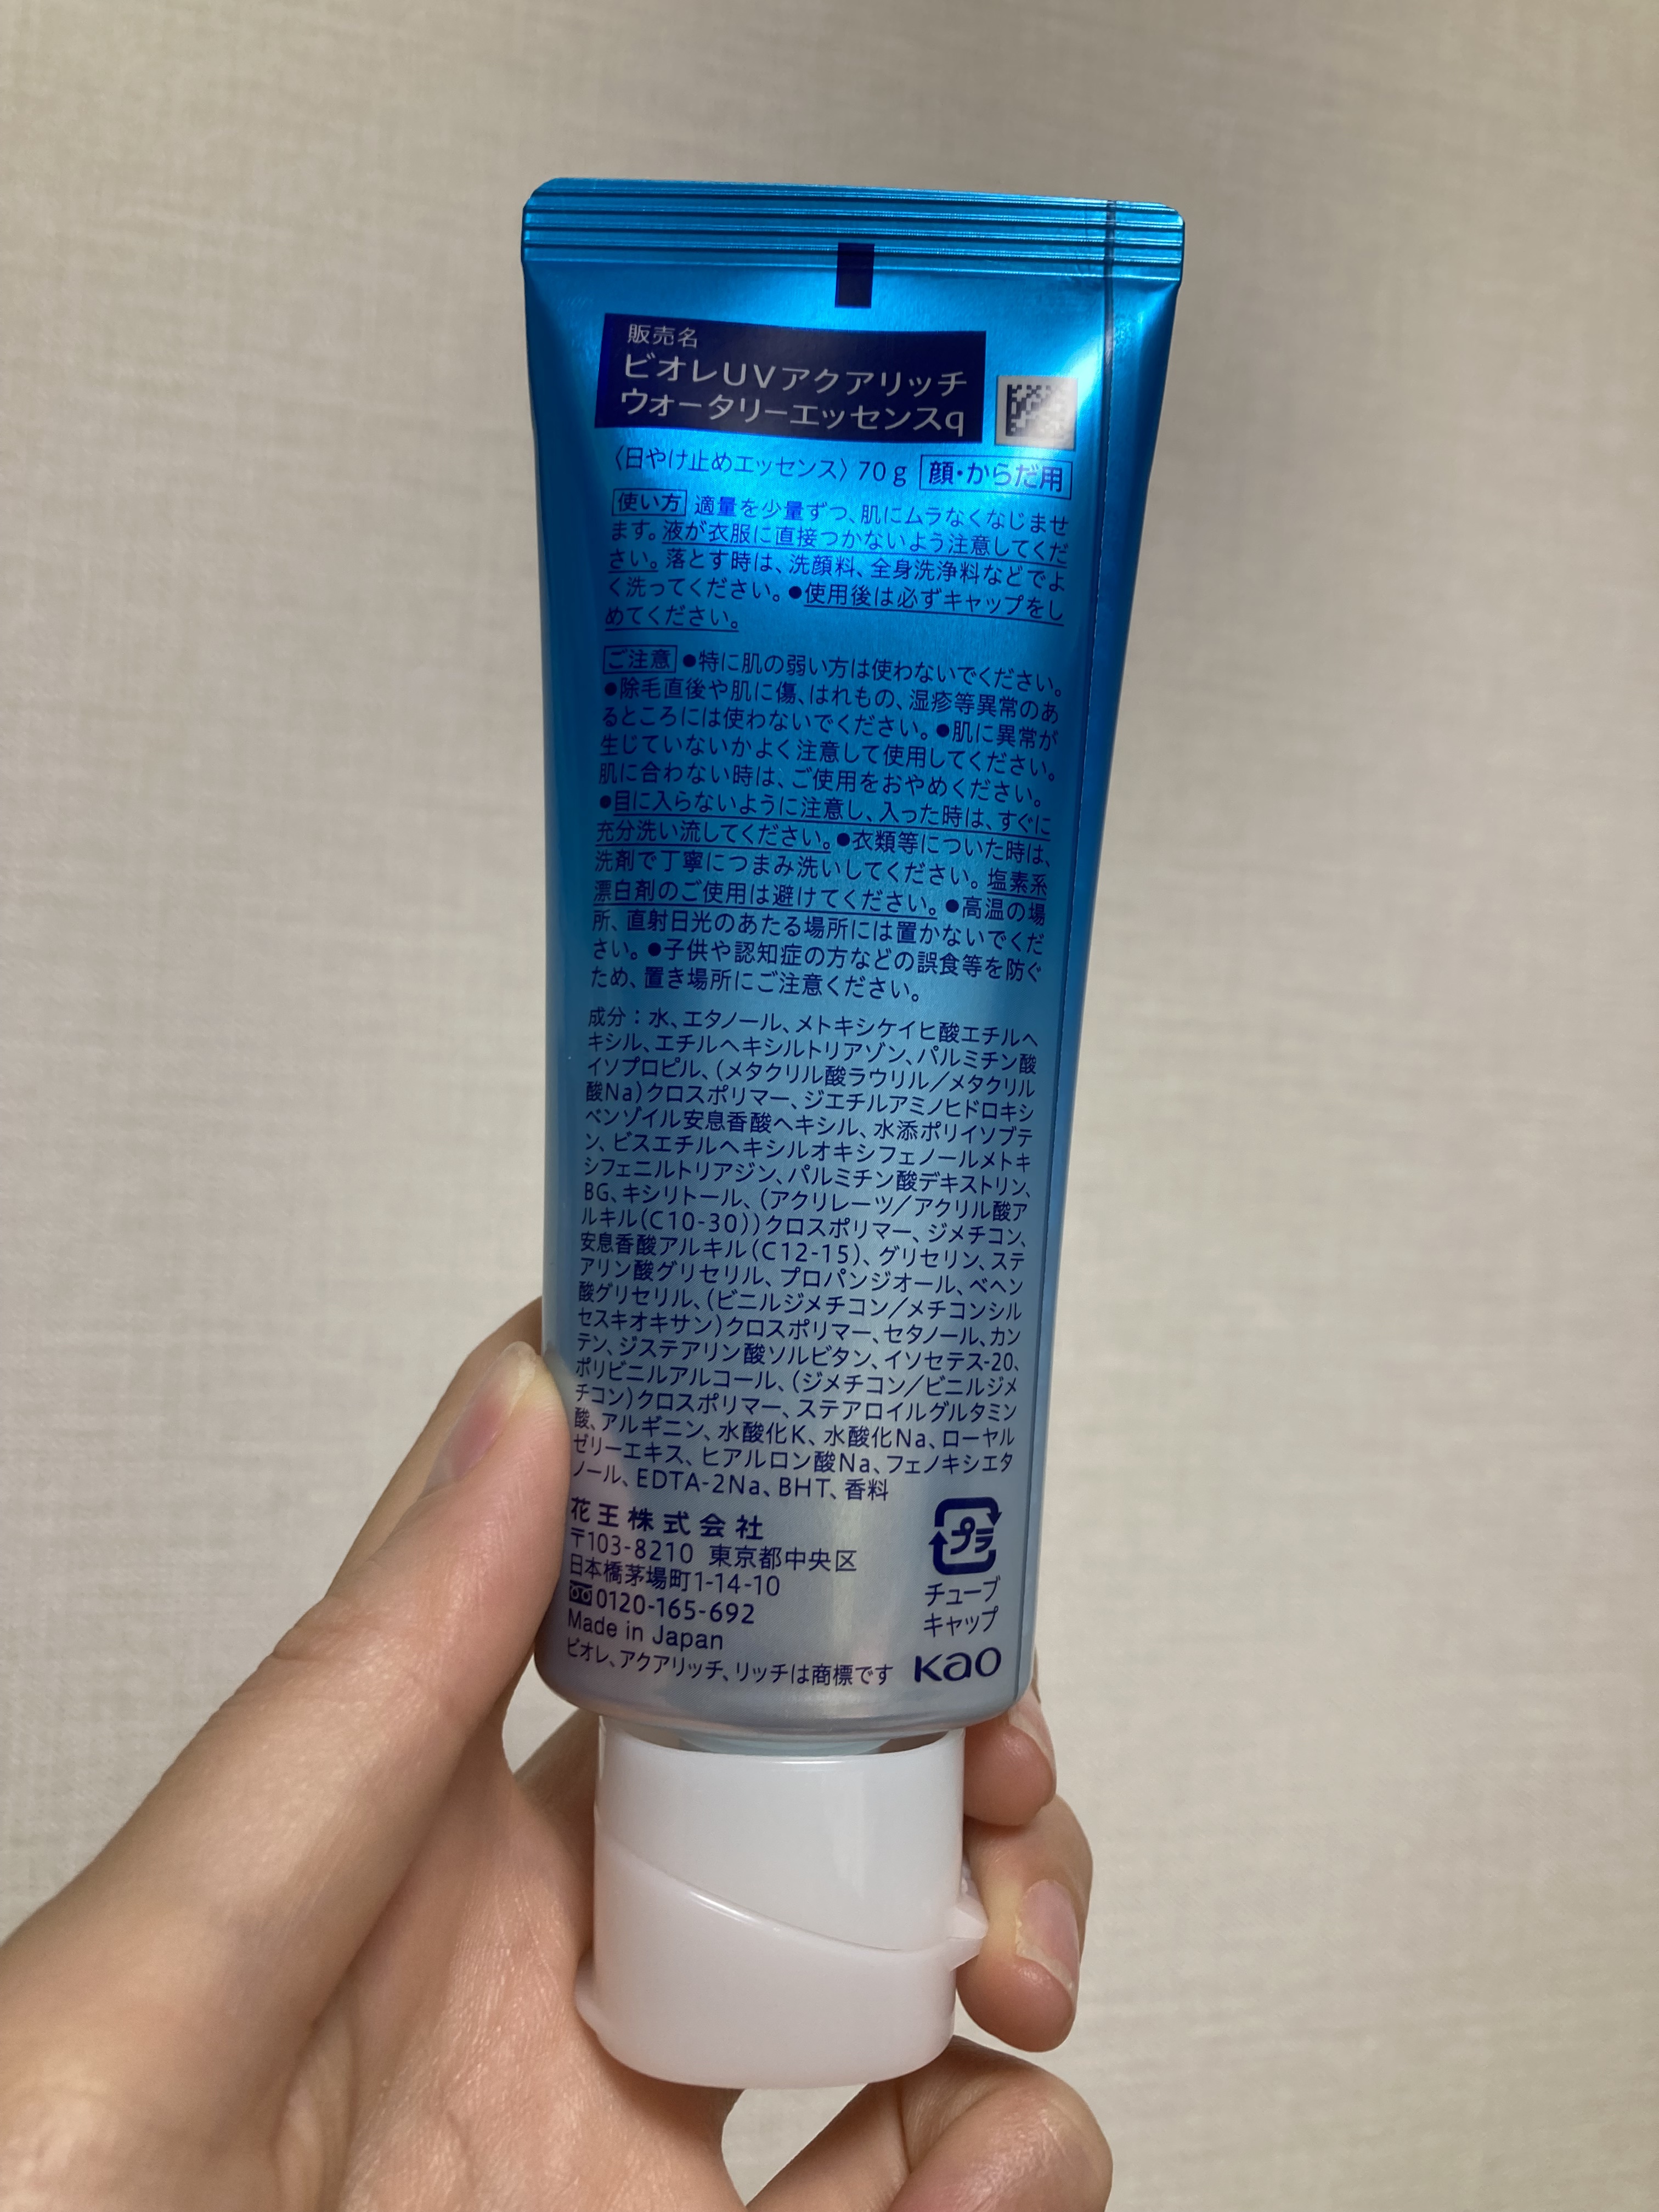 販売名
ビオレUVアクアリッチ
ウォータリーエッセンスq
〈日やけ止めエッセンス〉70g 顔・からだ用
使い方 適量を少量ずつ、肌にムラなくなじませ
ます。液が衣服に直接つかないよう注意してくだ
さい。落とす時は、洗顔料、全身洗浄料などでよ
く洗ってください。●使用後は必ずキャップをし
めてください。
ご注意 ●特に肌の弱い方は使わないでください。
●除毛直後や肌に傷、はれもの、湿疹等異常のあ
るところには使わないでください。●肌に異常が
生じていないかよく注意して使用してください。
肌に合わない時は、ご使用をおやめください。
●目に入らないように注意し、入った時は、すぐに
充分洗い流してください。●衣類等についた時は、
洗剤で丁寧につまみ洗いしてください。塩素系
漂白剤のご使用は避けてください。●高温の場
所、直射日光のあたる場所には置かないでくだ
さい。●子供や認知症の方などの誤食等を防ぐ
ため、置き場所にご注意ください。
成分：水、エタノール、メトキシケイヒ酸エチルヘ
キシル、エチルヘキシルトリアゾン、パルミチン酸
イソプロピル、(メタクリル酸ラウリル／メタクリル
酸Na)クロスポリマー、ジエチルアミノヒドロキシ
ベンゾイル安息香酸ヘキシル、水添ポリイソブテ
ン、ビスエチルヘキシルオキシフェノールメトキ
シフェニルトリアジン、パルミチン酸デキストリン、
BG、キシリトール、(アクリレーツ／アクリル酸ア
ルキル(C10-30))クロスポリマー、ジメチコン、
安息香酸アルキル(C12-15)、グリセリン、ステ
アリン酸グリセリル、プロパンジオール、ベヘン
酸グリセリル、(ビニルジメチコン／メチコンシル
セスキオキサン)クロスポリマー、セタノール、カン
テン、ジステアリン酸ソルビタン、イソセテス-20、
ポリビニルアルコール、(ジメチコン／ビニルジメ
チコン)クロスポリマー、ステアロイルグルタミン
酸、アルギニン、水酸化K、水酸化Na、ローヤル
ゼリーエキス、ヒアルロン酸Na、フェノキシエタ
ノール、EDTA-2Na、BHT、香料
花王株式会社
〒103-8210 東京都中央区
日本橋茅場町1-14-10
0120-165-692
Made in Japan
ビオレ、アクアリッチ、リッチは商標です
プラ
チューブ
キャップ
Kao